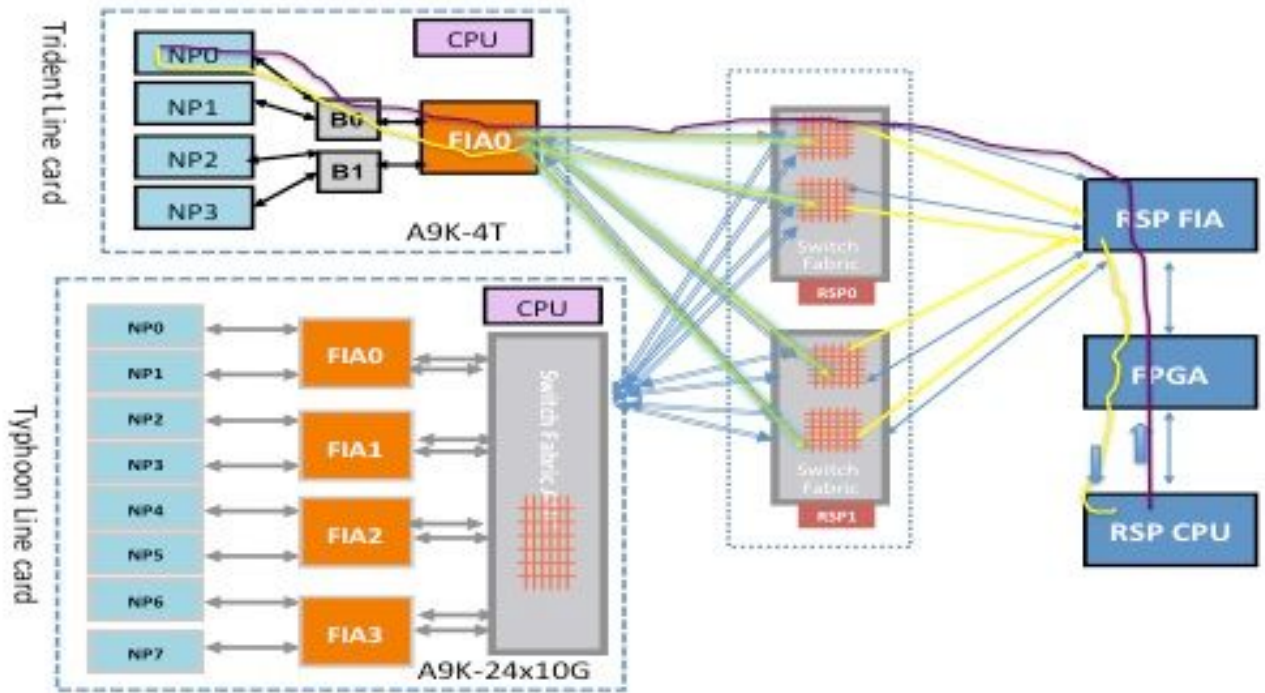 Trident Line card
CPU
NP0
NP1
NP2
NP3
B0
B1
FIA0
A9K-4T
Switch
Fabric
RSP0
Switch
Fabric
RSP1
RSP FIA
FPGA
RSP CPU
Typhoon Line card
CPU
NP0
NP1
NP2
NP3
NP4
NP5
NP6
NP7
FIA0
FIA1
FIA2
FIA3
Switch Fabric
A9K-24x10G